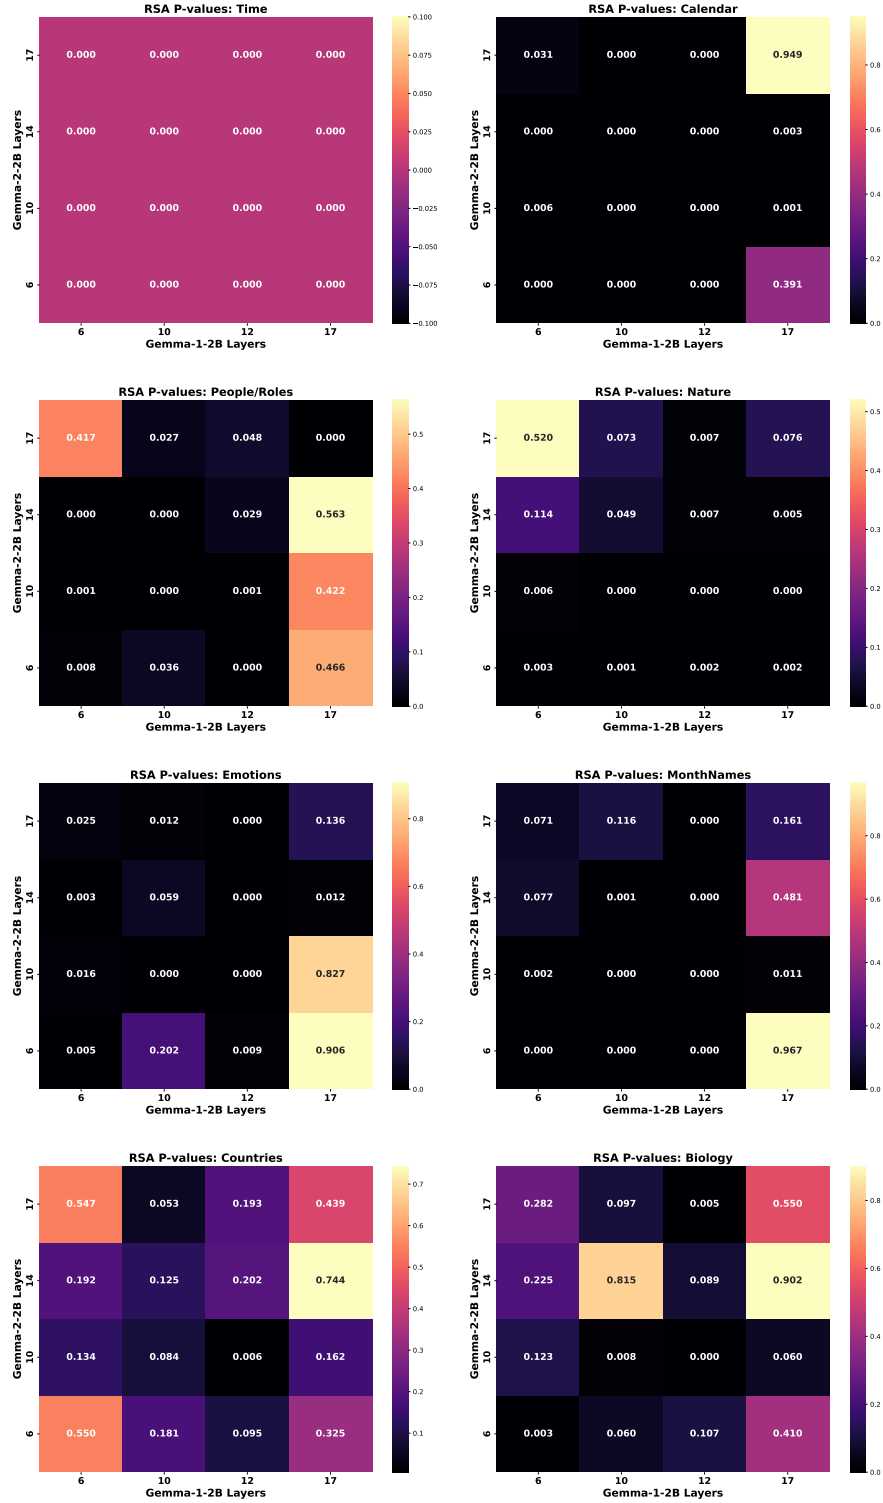 RSA P-values: Time
17 0.000 0.000 0.000 0.000
14 0.000 0.000 0.000 0.000
10 0.000 0.000 0.000 0.000
6 0.000 0.000 0.000 0.000
6 10 12 17
Gemma-1-2B Layers
Gemma-2-2B Layers
0.100
0.075
0.050
0.025
0.000
−0.025
−0.050
−0.075
−0.100
RSA P-values: Calendar
17 0.031 0.000 0.000 0.949
14 0.000 0.000 0.000 0.003
10 0.006 0.000 0.000 0.001
6 0.000 0.000 0.000 0.391
6 10 12 17
Gemma-1-2B Layers
Gemma-2-2B Layers
0.8
0.6
0.4
0.2
0.0
RSA P-values: People/Roles
17 0.417 0.027 0.048 0.000
14 0.000 0.000 0.029 0.563
10 0.001 0.000 0.001 0.422
6 0.008 0.036 0.000 0.466
6 10 12 17
Gemma-1-2B Layers
Gemma-2-2B Layers
0.5
0.4
0.3
0.2
0.1
0.0
RSA P-values: Nature
17 0.520 0.073 0.007 0.076
14 0.114 0.049 0.007 0.005
10 0.006 0.000 0.000 0.000
6 0.003 0.001 0.002 0.002
6 10 12 17
Gemma-1-2B Layers
Gemma-2-2B Layers
0.5
0.4
0.3
0.2
0.1
0.0
RSA P-values: Emotions
17 0.025 0.012 0.000 0.136
14 0.003 0.059 0.000 0.012
10 0.016 0.000 0.000 0.827
6 0.005 0.202 0.009 0.906
6 10 12 17
Gemma-1-2B Layers
Gemma-2-2B Layers
0.8
0.6
0.4
0.2
0.0
RSA P-values: MonthNames
17 0.071 0.116 0.000 0.161
14 0.077 0.001 0.000 0.481
10 0.002 0.000 0.000 0.011
6 0.000 0.000 0.000 0.967
6 10 12 17
Gemma-1-2B Layers
Gemma-2-2B Layers
0.8
0.6
0.4
0.2
0.0
RSA P-values: Countries
17 0.547 0.053 0.193 0.439
14 0.192 0.125 0.202 0.744
10 0.134 0.084 0.006 0.162
6 0.550 0.181 0.095 0.325
6 10 12 17
Gemma-1-2B Layers
Gemma-2-2B Layers
0.7
0.6
0.5
0.4
0.3
0.2
0.1
RSA P-values: Biology
17 0.282 0.097 0.005 0.550
14 0.225 0.815 0.089 0.902
10 0.123 0.008 0.000 0.060
6 0.003 0.060 0.107 0.410
6 10 12 17
Gemma-1-2B Layers
Gemma-2-2B Layers
0.8
0.6
0.4
0.2
0.0